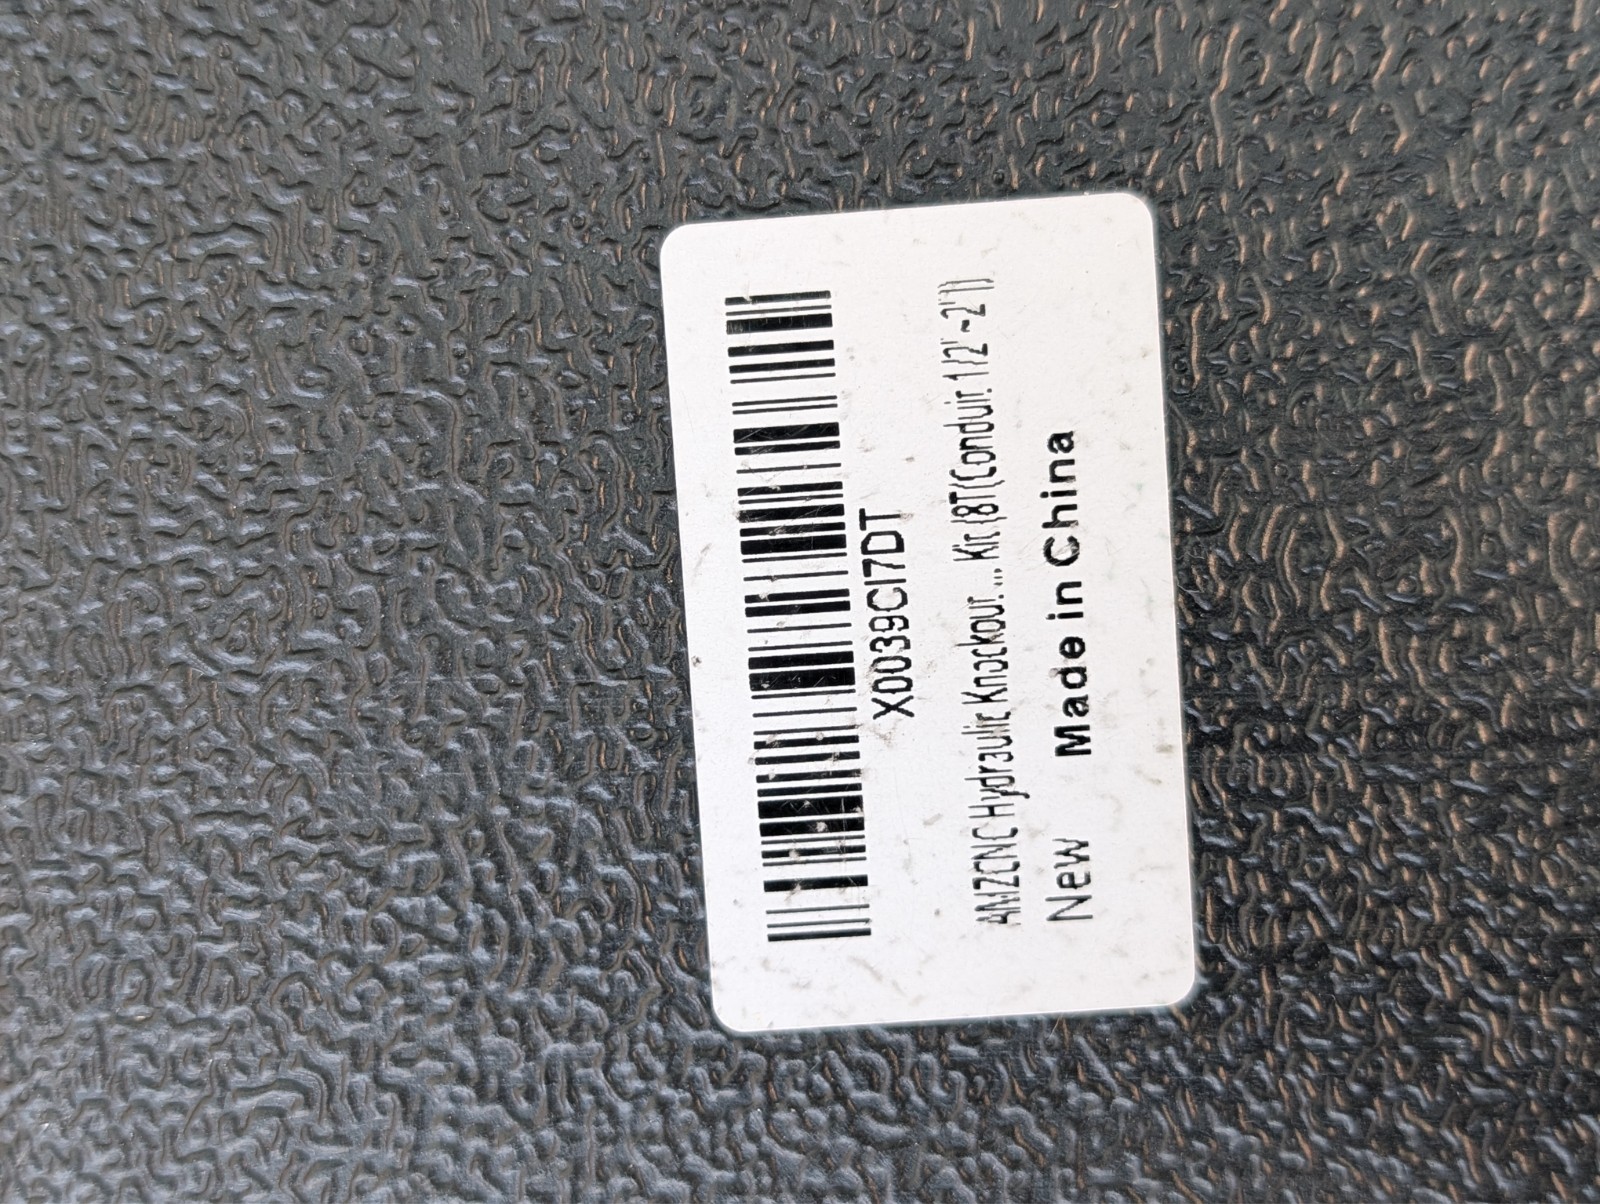 X0039CI7DT
AMZCNC Hydraulic Knockout ... Kit (8T(Conduit: 1/2"~2"))
New
Made in China